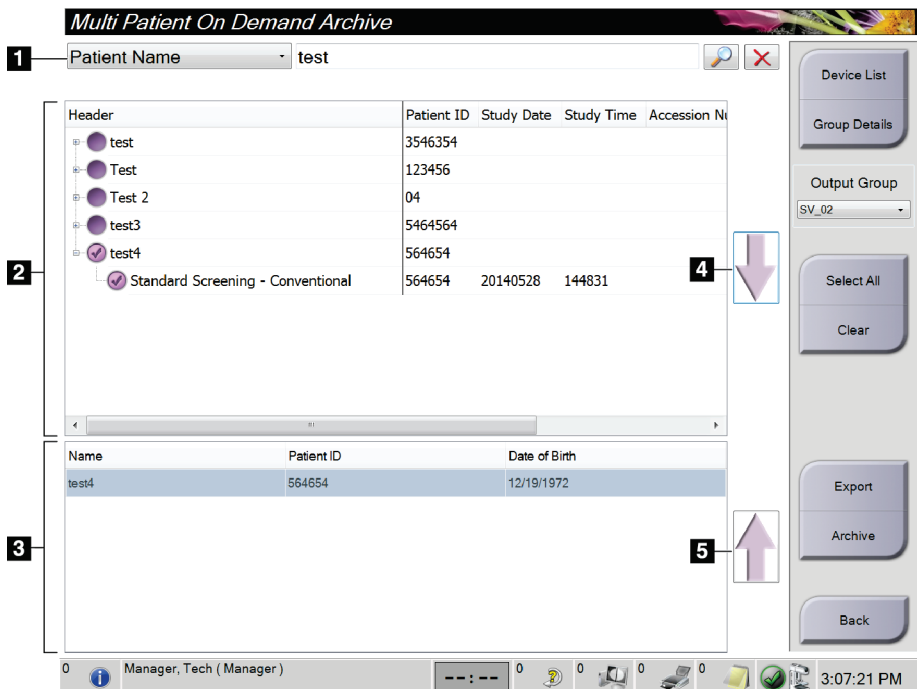 Multi Patient On Demand Archive
1 Patient Name test
Device List
Group Details
Output Group
SV_02
2
Header Patient ID Study Date Study Time Accession Nu
test 3546354
Test 123456
Test 2 04
test3 5464564
test4 564654
Standard Screening - Conventional 564654 20140528 144831
4
Select All
Clear
3
Name Patient ID Date of Birth
test4 564654 12/19/1972
5
Export
Archive
Back
0 Manager, Tech ( Manager ) --:-- 0 0 0 0 3:07:21 PM